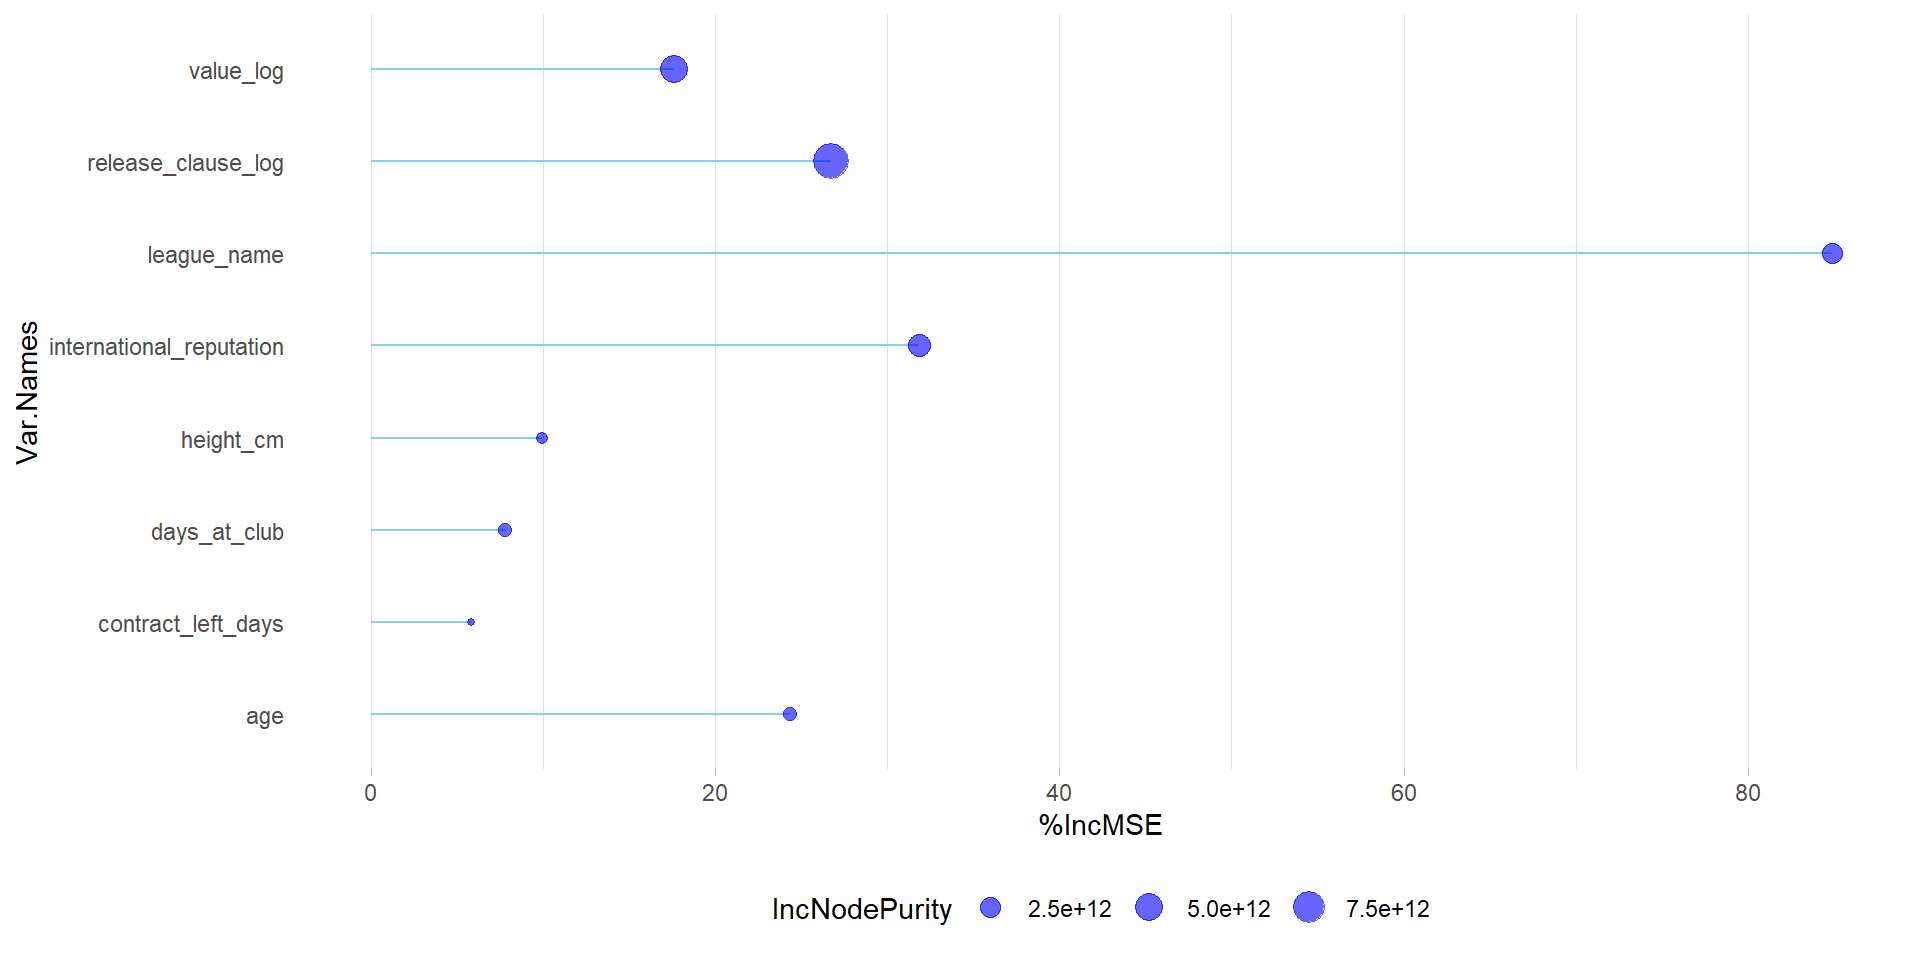 value_log
release_clause_log
league_name
international_reputation
height_cm
days_at_club
contract_left_days
age
Var.Names
0 20 40 60 80
%IncMSE
IncNodePurity 2.5e+12 5.0e+12 7.5e+12